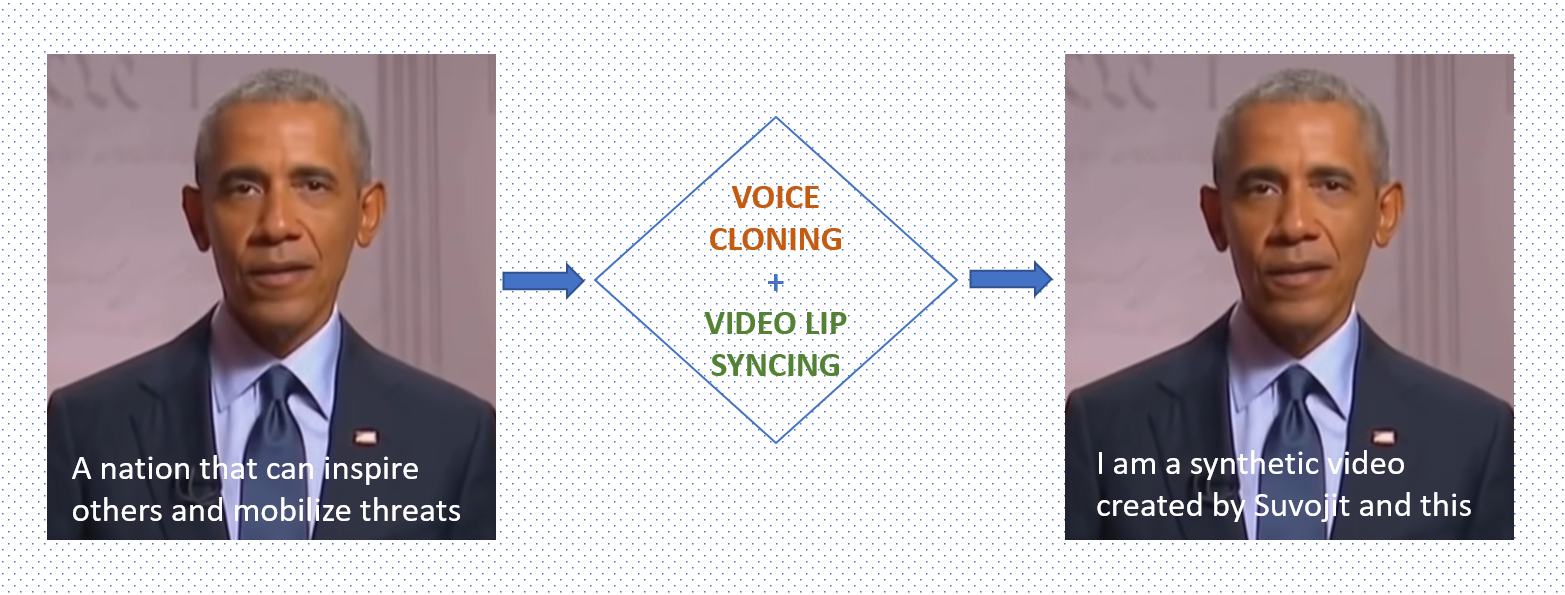 A nation that can inspire
others and mobilize threats
VOICE
CLONING
+
VIDEO LIP
SYNCING
I am a synthetic video
created by Suvojit and this